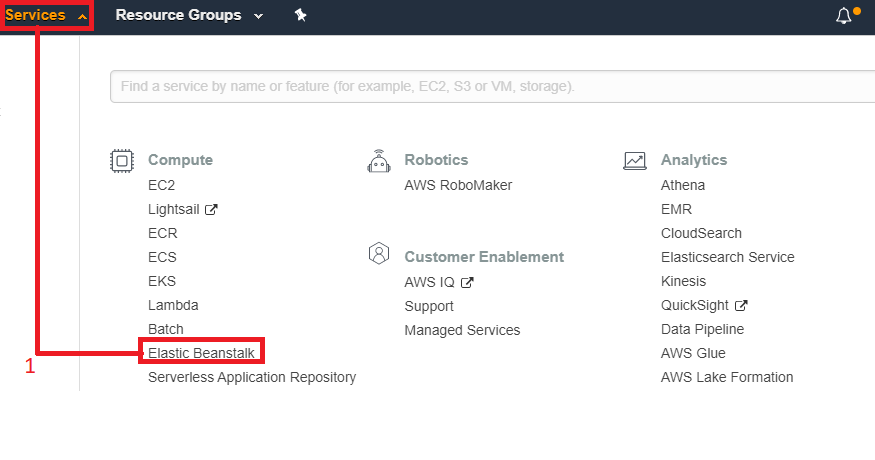 Services Resource Groups
Find a service by name or feature (for example, EC2, S3 or VM, storage).
Compute
EC2
Lightsail
ECR
ECS
EKS
Lambda
Batch
Elastic Beanstalk
Serverless Application Repository
1
Robotics
AWS RoboMaker
Customer Enablement
AWS IQ
Support
Managed Services
Analytics
Athena
EMR
CloudSearch
Elasticsearch Service
Kinesis
QuickSight
Data Pipeline
AWS Glue
AWS Lake Formation